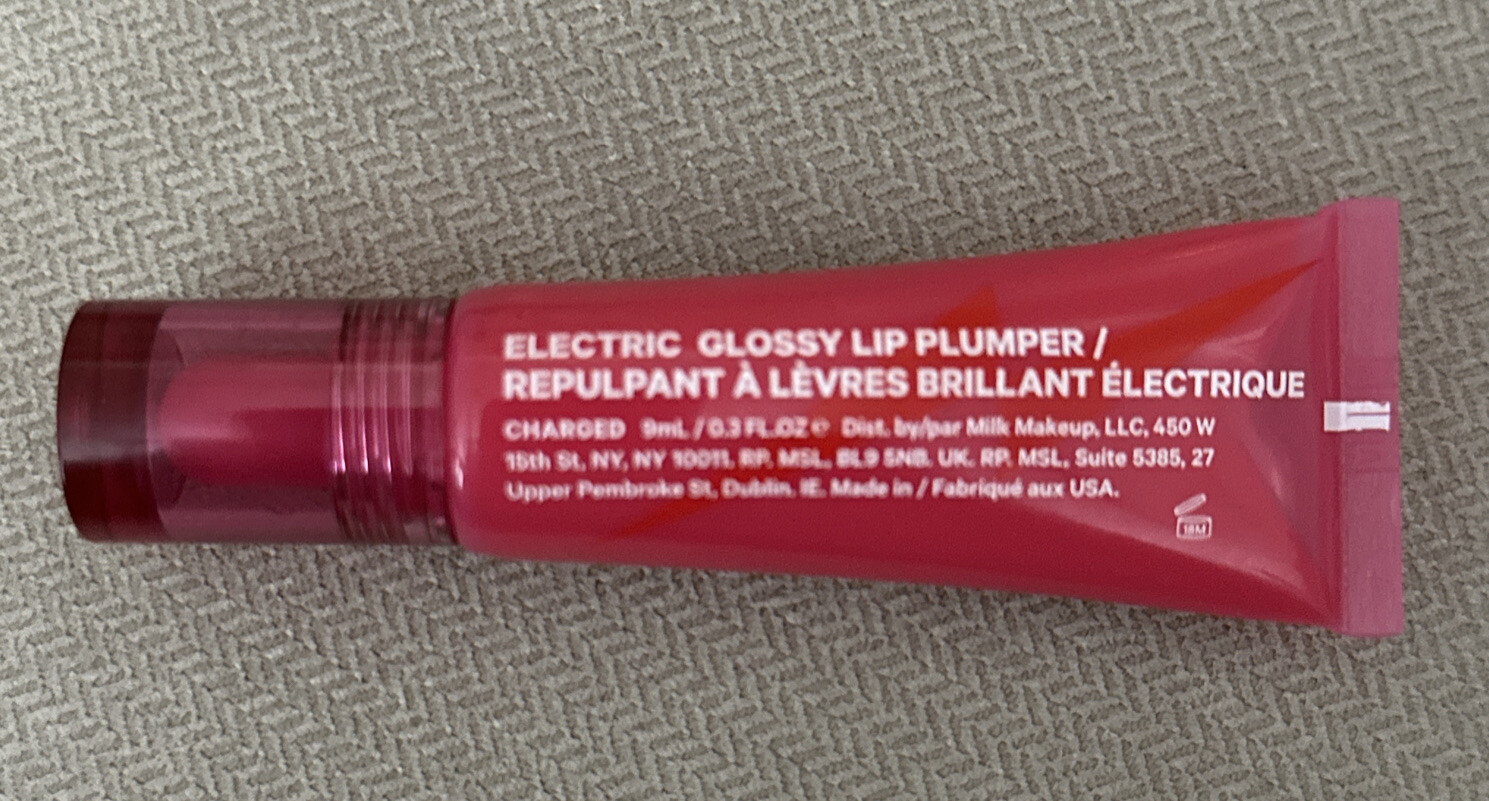 ELECTRIC GLOSSY LIP PLUMPER /
REPULPANT À LÈVRES BRILLANT ÉLECTRIQUE
CHARGED 9mL / 0.3 FL.OZ ℮ Dist. by/par Milk Makeup, LLC, 450 W
15th St, NY, NY 10011. RP. MSL, BL9 5NB. UK. RP. MSL, Suite 5385, 27
Upper Pembroke St, Dublin. IE. Made in / Fabriqué aux USA.
18M